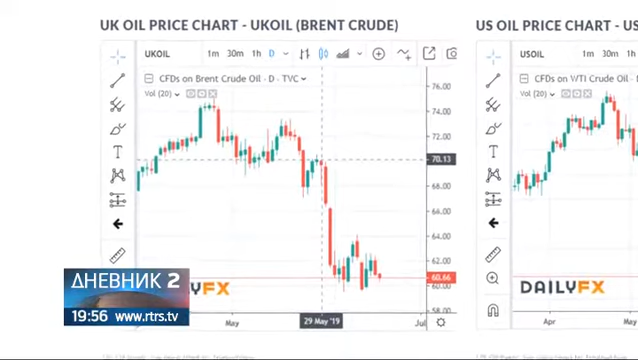 UK OIL PRICE CHART - UKOIL (BRENT CRUDE)
US OIL PRICE CHART - US
UKOIL
1m 30m 1h D
USOIL
CFDs on Brent Crude Oil · D · TVC
CFDs on WTI Crude Oil
Vol (20)
Vol (20)
76.00
74.00
72.00
70.13
68.00
66.00
64.00
62.00
60.66
60.00
58.00
ДНЕВНИК 2
FX
DAILYFX
19:56 www.rtrs.tv
May
29 May '19
Jul
Apr
May